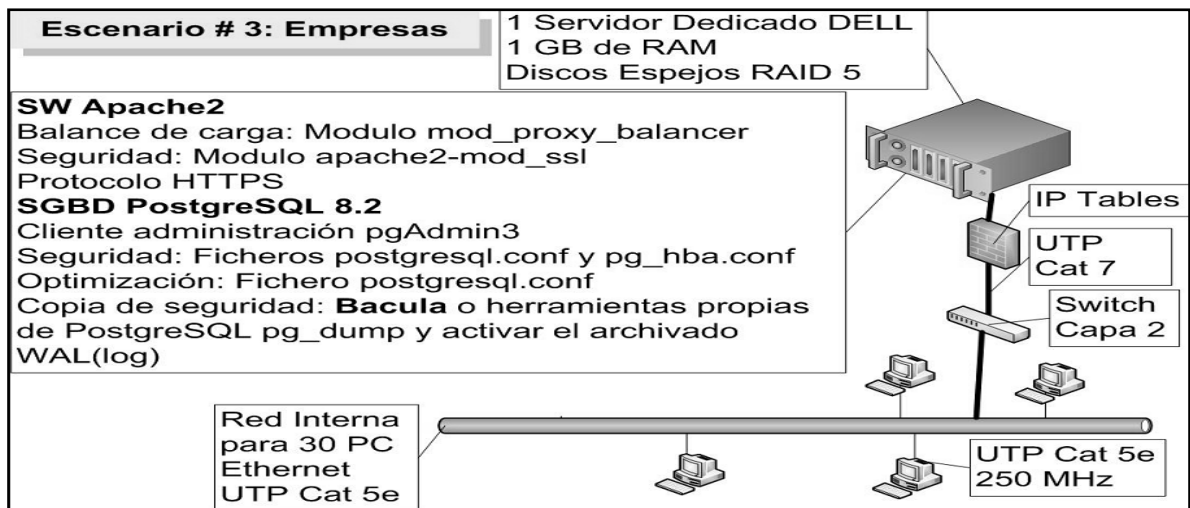 Escenario # 3: Empresas
1 Servidor Dedicado DELL
1 GB de RAM
Discos Espejos RAID 5
SW Apache2
Balance de carga: Modulo mod_proxy_balancer
Seguridad: Modulo apache2-mod_ssl
Protocolo HTTPS
SGBD PostgreSQL 8.2
Cliente administración pgAdmin3
Seguridad: Ficheros postgresql.conf y pg_hba.conf
Optimización: Fichero postgresql.conf
Copia de seguridad: Bacula o herramientas propias
de PostgreSQL pg_dump y activar el archivado
WAL(log)
IP Tables
UTP
Cat 7
Switch
Capa 2
Red Interna
para 30 PC
Ethernet
UTP Cat 5e
UTP Cat 5e
250 MHz